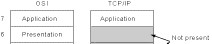 OSI TCP/IP
7 Application Application
6 Presentation
Not present